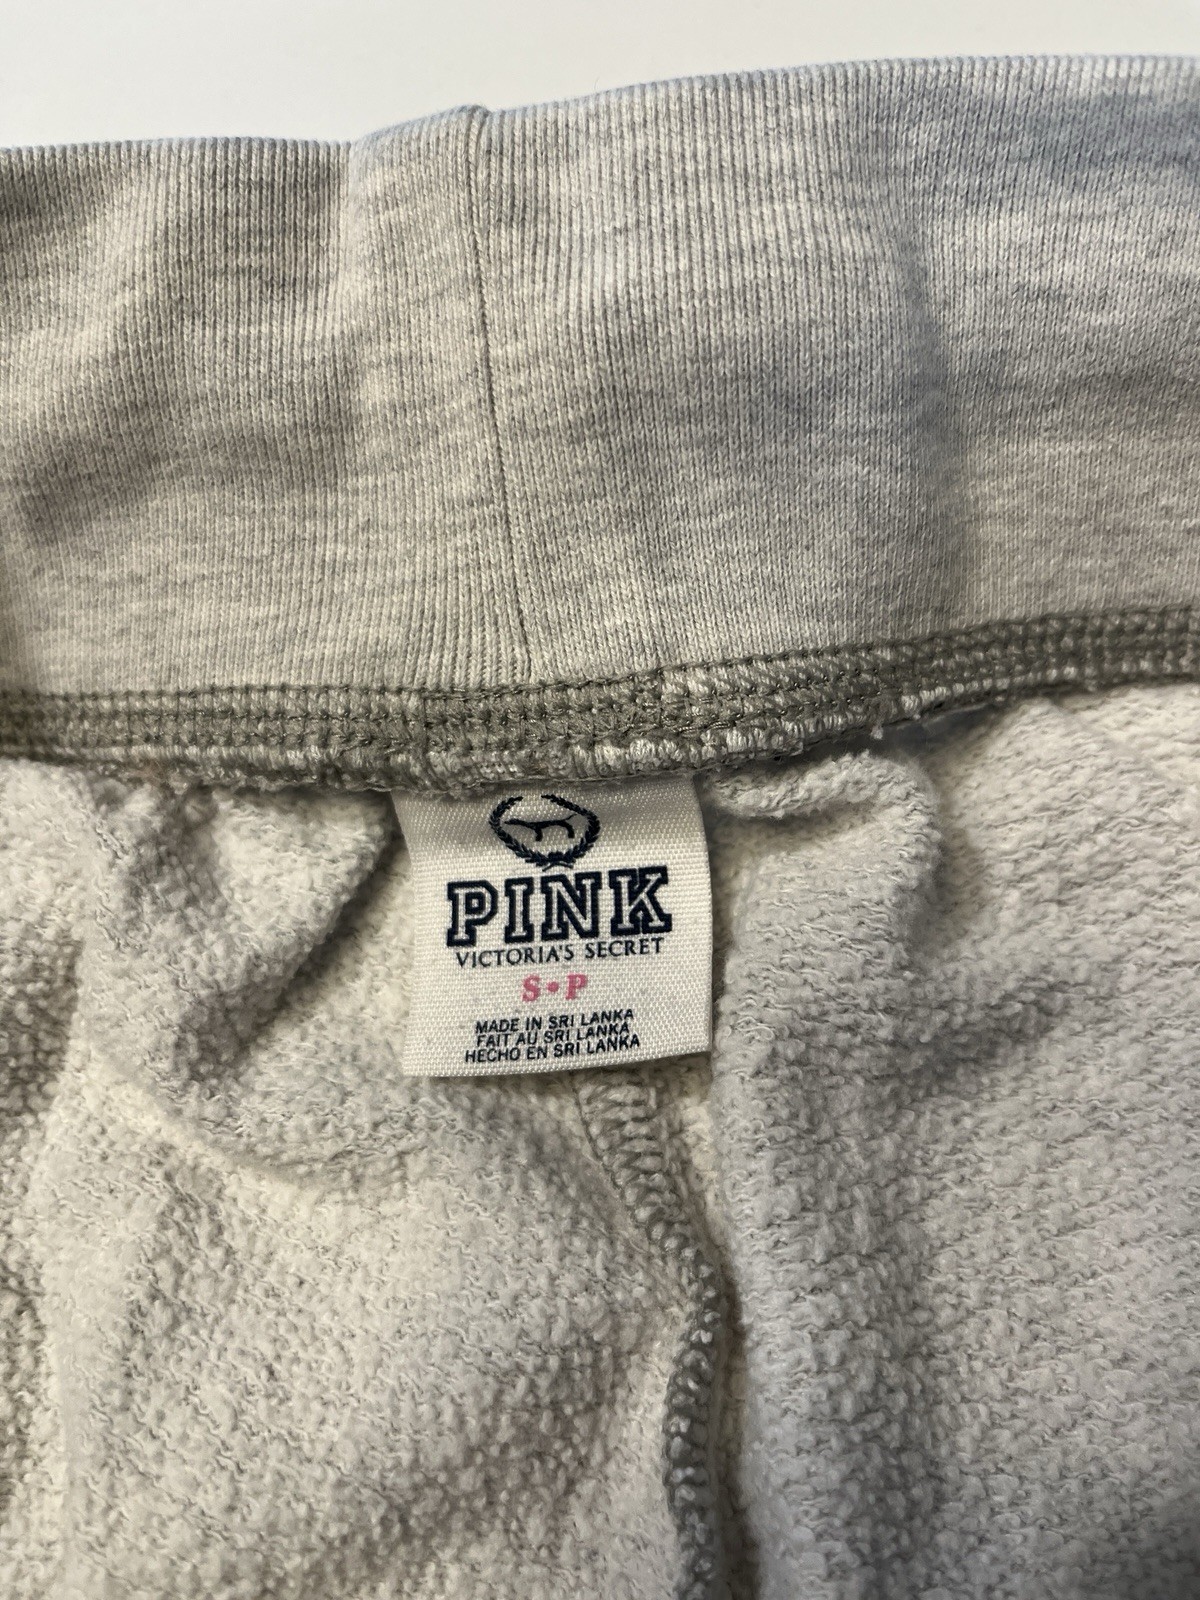 PINK
VICTORIA'S SECRET
S•P
MADE IN SRI LANKA
FAIT AU SRI LANKA
HECHO EN SRI LANKA